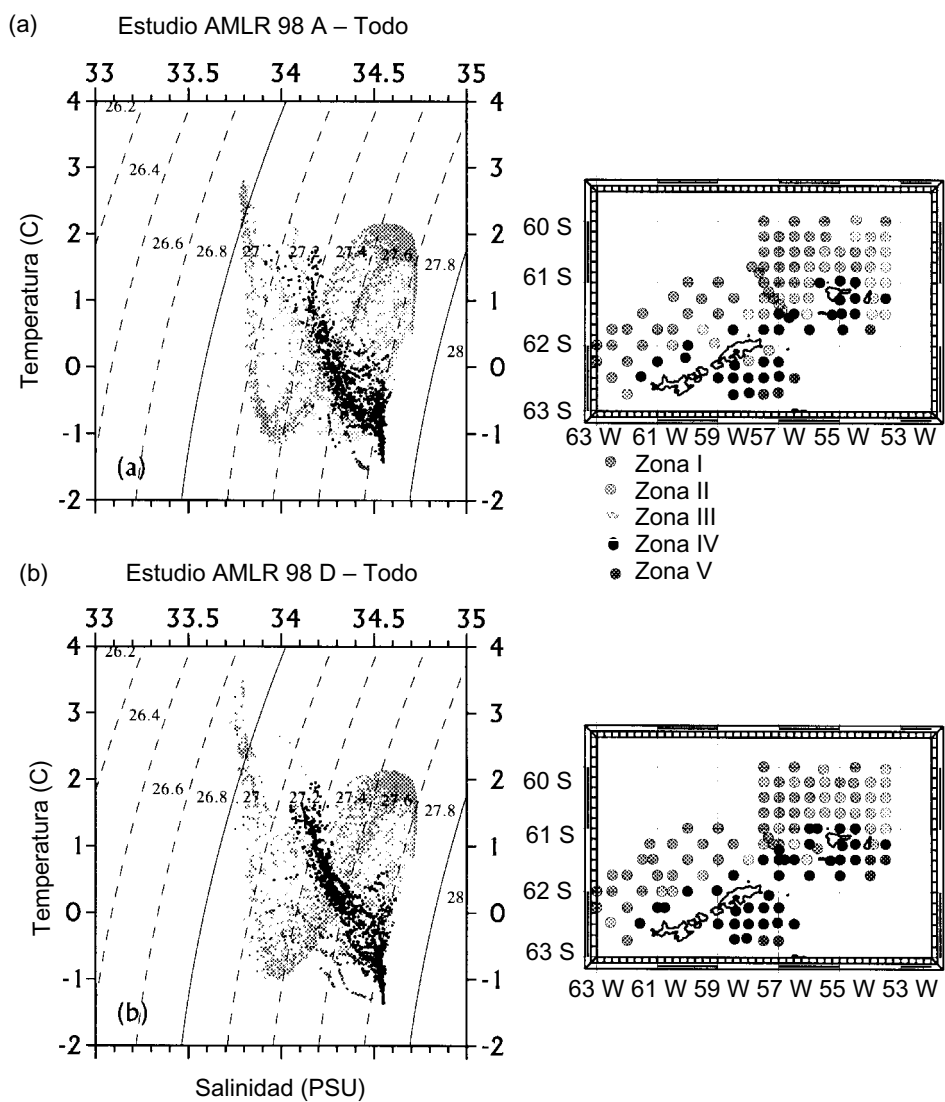 (a) Estudio AMLR 98 A – Todo
33 33.5 34 34.5 35
4 4
26.2
3 3
26.4
2 2
26.6 26.8 27 27.2 27.4 27.6 27.8
1 1
0 0
28
-1 -1
(a)
-2 -2
Temperatura (C)
60 S
61 S
62 S
63 S
63 W 61 W 59 W 57 W 55 W 53 W
Zona I
Zona II
Zona III
Zona IV
Zona V
(b) Estudio AMLR 98 D – Todo
33 33.5 34 34.5 35
4 4
26.2
3 3
26.4
2 2
26.6 26.8 27 27.2 27.4 27.6 27.8
1 1
0 0
28
-1 -1
(b)
-2 -2
Temperatura (C)
Salinidad (PSU)
60 S
61 S
62 S
63 S
63 W 61 W 59 W 57 W 55 W 53 W